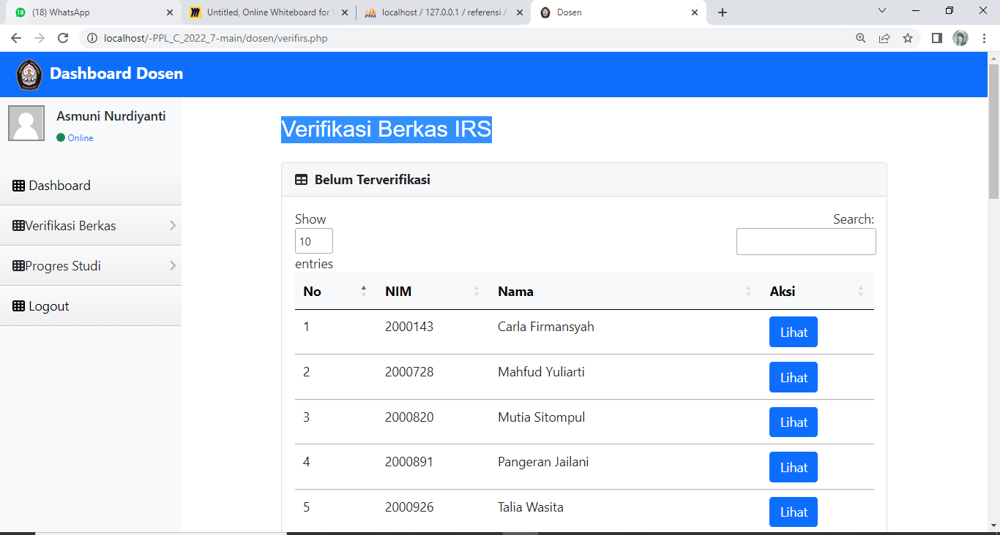 (18) WhatsApp
Untitled, Online Whiteboard for
localhost / 127.0.0.1 / referensi /
Dosen
localhost/-PPL_C_2022_7-main/dosen/verifirs.php
Dashboard Dosen
Asmuni Nurdiyanti
Online
Dashboard
Verifikasi Berkas
Progres Studi
Logout
Verifikasi Berkas IRS
Belum Terverifikasi
Show
10
entries
Search:
No NIM Nama Aksi
1 2000143 Carla Firmansyah Lihat
2 2000728 Mahfud Yuliarti Lihat
3 2000820 Mutia Sitompul Lihat
4 2000891 Pangeran Jailani Lihat
5 2000926 Talia Wasita Lihat